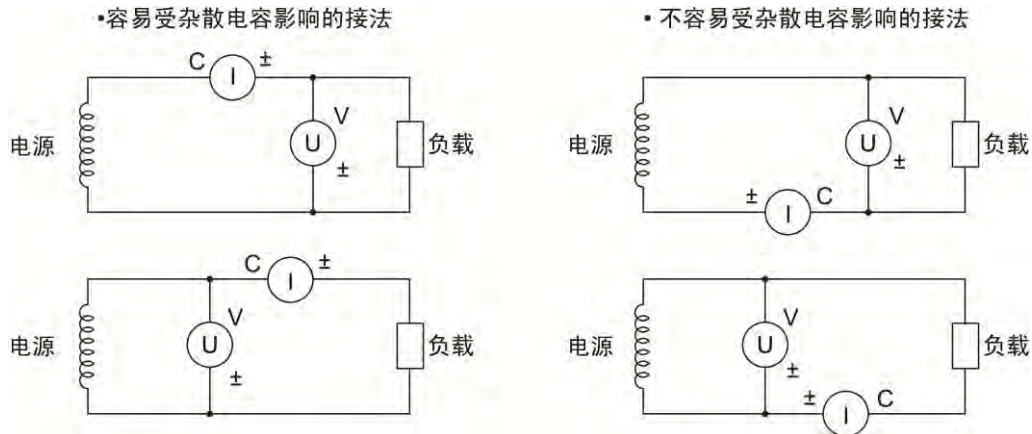 •容易受杂散电容影响的接法
C I ±
V
电源 U 负载
±
C I ±
V
电源 U 负载
±
• 不容易受杂散电容影响的接法
V
电源 U 负载
±
± I C
V
电源 U 负载
±
± I C